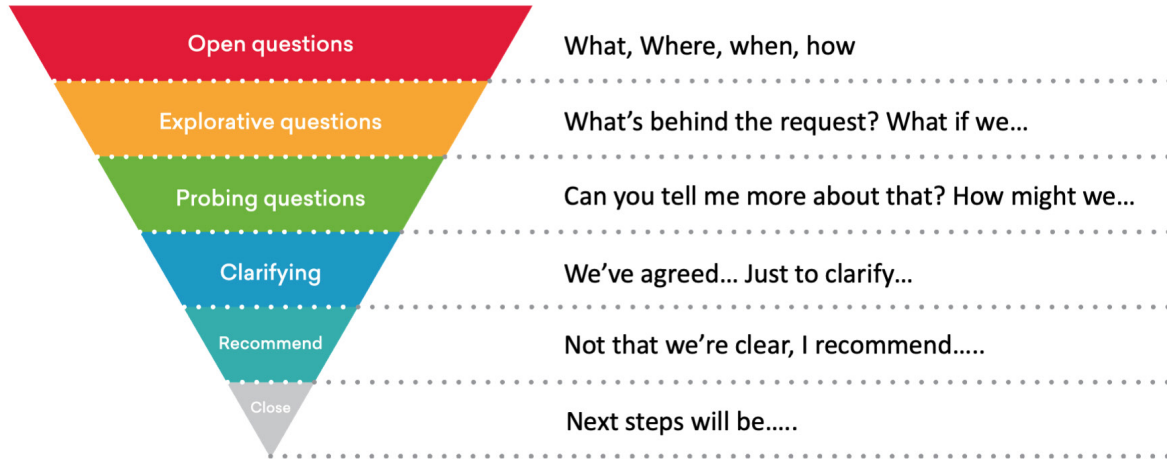 Open questions
What, Where, when, how
Explorative questions
What’s behind the request? What if we…
Probing questions
Can you tell me more about that? How might we…
Clarifying
We’ve agreed… Just to clarify…
Recommend
Not that we’re clear, I recommend…..
Close
Next steps will be…..